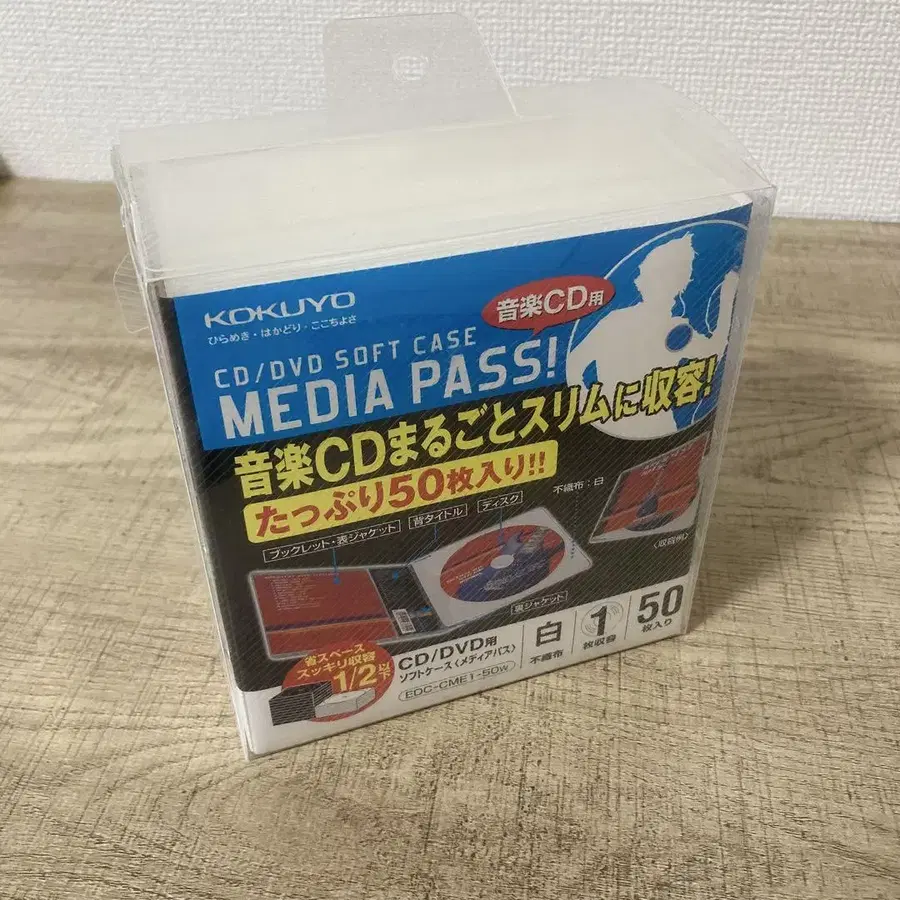 KOKUYO
ひらめき・はかどり・ここちよさ
音楽CD用
CD/DVD SOFT CASE
MEDIA PASS!
音楽CDまるごとスリムに収容!
たっぷり50枚入り!!
不織布:白
ブックレット・表ジャケット
背タイトル
ディスク
〈収容例〉
裏ジャケット
省スペース
スッキリ収容
1/2以下
CD/DVD用
ソフトケース〈メディアパス〉
EDC-CME1-50W
白
不織布
1
枚収容
50
枚入り